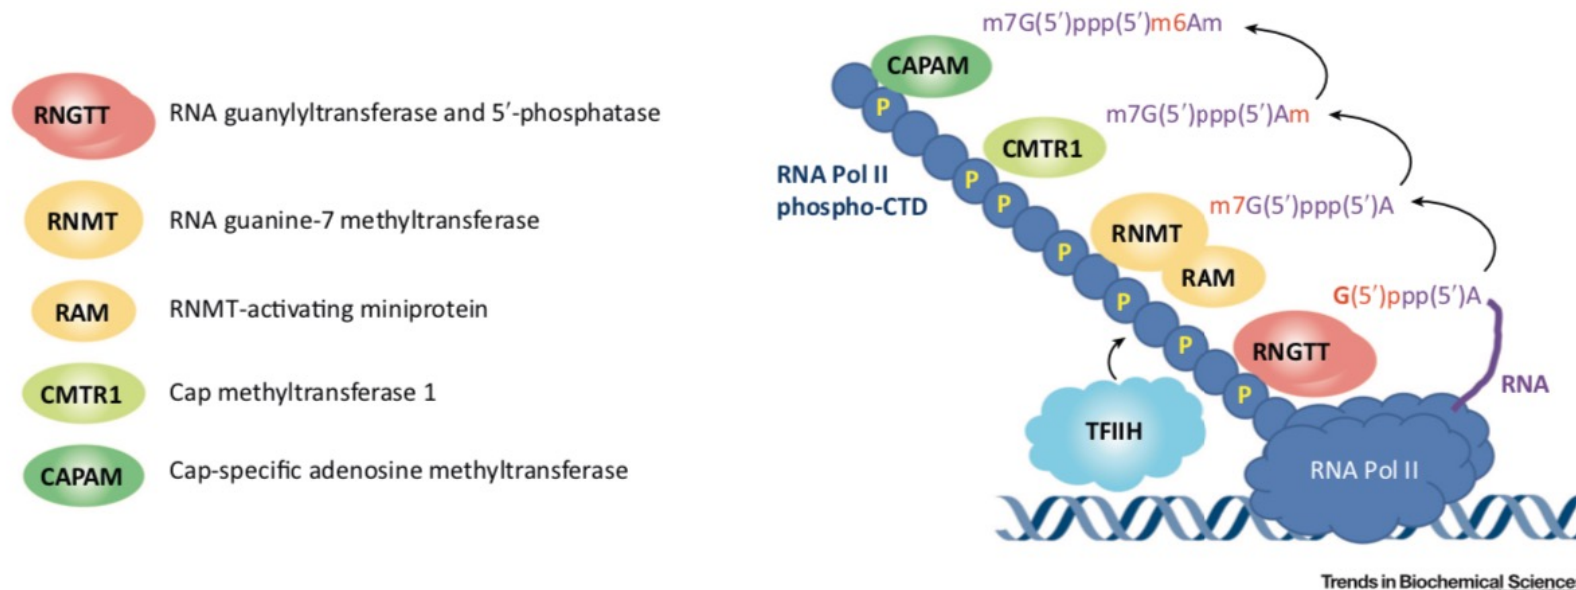 RNGTT RNA guanylyltransferase and 5′-phosphatase
RNMT RNA guanine-7 methyltransferase
RAM RNMT-activating miniprotein
CMTR1 Cap methyltransferase 1
CAPAM Cap-specific adenosine methyltransferase
m7G(5′)ppp(5′)m6Am
CAPAM
P
m7G(5′)ppp(5′)Am
CMTR1
RNA Pol II
phospho-CTD
P
P
m7G(5′)ppp(5′)A
RNMT
P
RAM
G(5′)ppp(5′)A
P
P
RNGTT
RNA
P
TFIIH
RNA Pol II
Trends in Biochemical Sciences